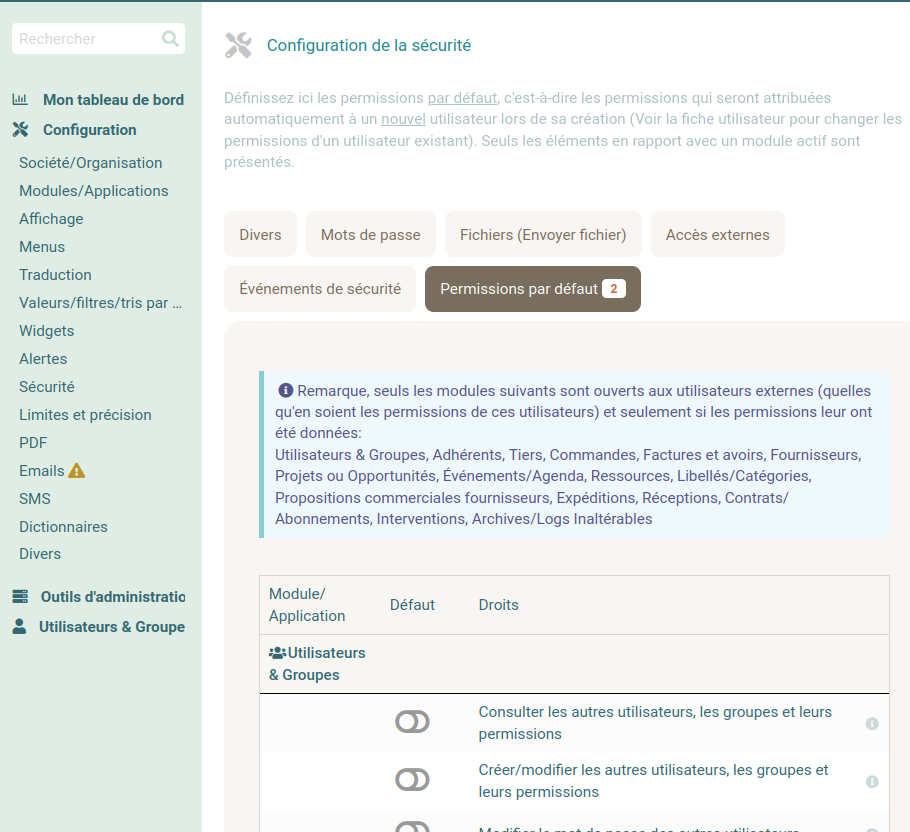 Rechercher
Mon tableau de bord
Configuration
Société/Organisation
Modules/Applications
Affichage
Menus
Traduction
Valeurs/filtres/tris par ...
Widgets
Alertes
Sécurité
Limites et précision
PDF
Emails
SMS
Dictionnaires
Divers
Outils d'administratio
Utilisateurs & Groupe
Configuration de la sécurité
Définissez ici les permissions par défaut, c'est-à-dire les permissions qui seront attribuées
automatiquement à un nouvel utilisateur lors de sa création (Voir la fiche utilisateur pour changer les
permissions d'un utilisateur existant). Seuls les éléments en rapport avec un module actif sont
présentés.
Divers Mots de passe Fichiers (Envoyer fichier) Accès externes
Événements de sécurité Permissions par défaut 2
Remarque, seuls les modules suivants sont ouverts aux utilisateurs externes (quelles
qu'en soient les permissions de ces utilisateurs) et seulement si les permissions leur ont
été données:
Utilisateurs & Groupes, Adhérents, Tiers, Commandes, Factures et avoirs, Fournisseurs,
Projets ou Opportunités, Événements/Agenda, Ressources, Libellés/Catégories,
Propositions commerciales fournisseurs, Expéditions, Réceptions, Contrats/
Abonnements, Interventions, Archives/Logs Inaltérables
Module/
Application
Défaut
Droits
Utilisateurs
& Groupes
Consulter les autres utilisateurs, les groupes et leurs
permissions
Créer/modifier les autres utilisateurs, les groupes et
leurs permissions
Modifier le mot de passe des autres utilisateurs